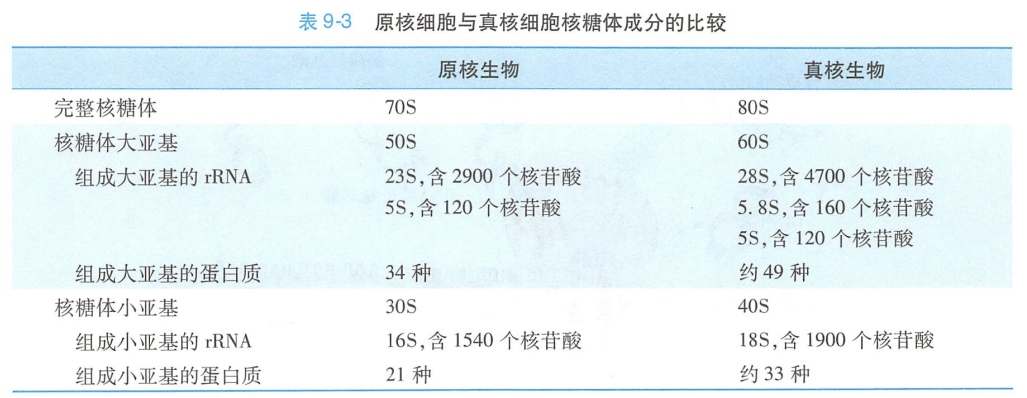 表 9-3 原核细胞与真核细胞核糖体成分的比较
原核生物 真核生物
完整核糖体 70S 80S
核糖体大亚基 50S 60S
组成大亚基的 rRNA 23S,含 2900 个核苷酸 28S,含 4700 个核苷酸
5S,含 120 个核苷酸 5.8S,含 160 个核苷酸
5S,含 120 个核苷酸
组成大亚基的蛋白质 34 种 约 49 种
核糖体小亚基 30S 40S
组成小亚基的 rRNA 16S,含 1540 个核苷酸 18S,含 1900 个核苷酸
组成小亚基的蛋白质 21 种 约 33 种